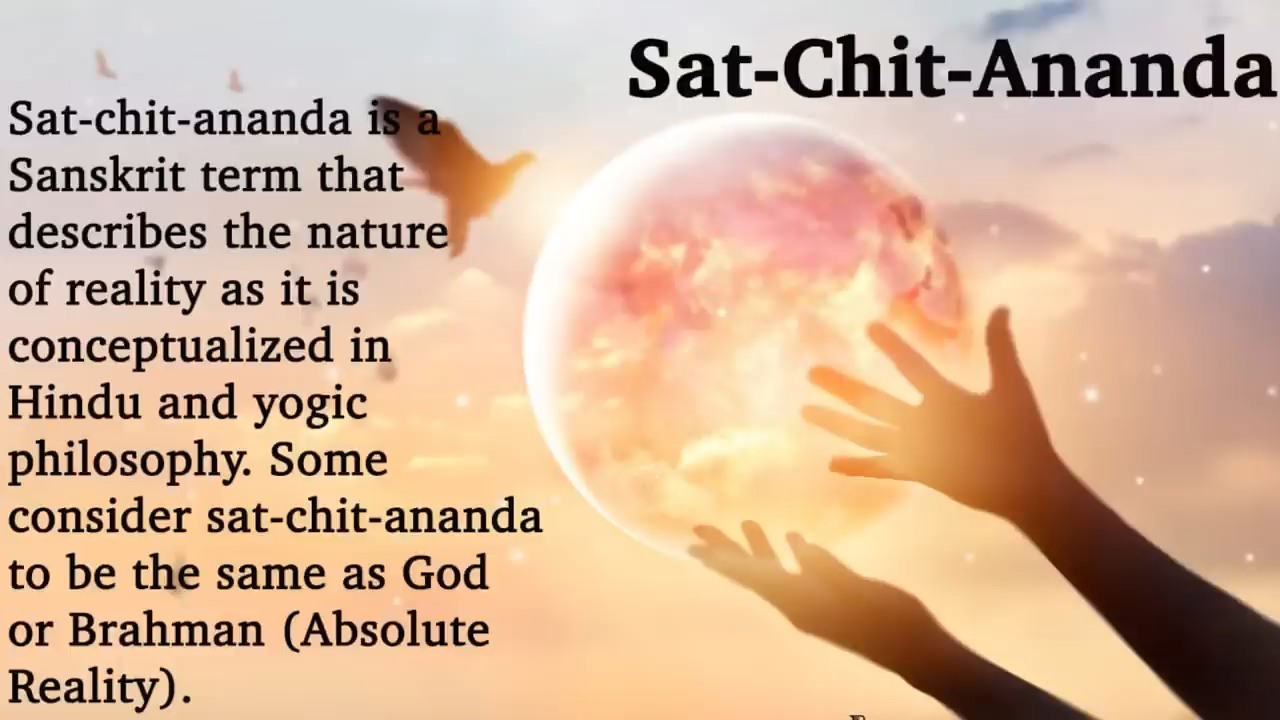 Sat-Chit-Ananda
Sat-chit-ananda is a
Sanskrit term that
describes the nature
of reality as it is
conceptualized in
Hindu and yogic
philosophy. Some
consider sat-chit-ananda
to be the same as God
or Brahman (Absolute
Reality).